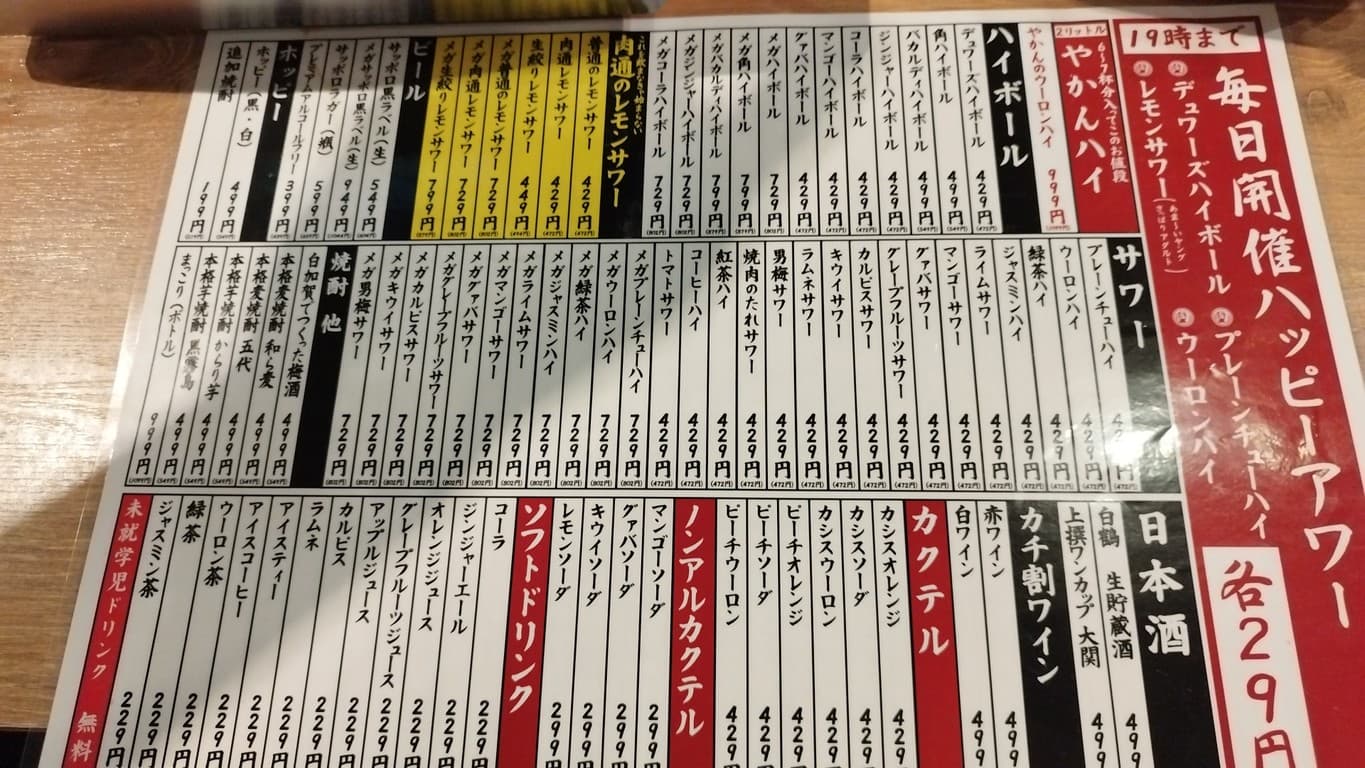 19時まで
毎日開催ハッピーアワー
デュワーズハイボール
レモンサワー
プレーンチューハイ
ウーロンハイ
各29円
2リットル
6〜7杯分入ってこのお値段
やかんハイ
やかんのウーロンハイ 999円
ハイボール
デュワーズハイボール 429円
角ハイボール 499円
バカルディハイボール 499円
ジンジャーハイボール 429円
コーラハイボール 429円
マンゴーハイボール 429円
グァバハイボール 429円
メガハイボール 729円
メガ角ハイボール 799円
メガバカルディハイボール 799円
メガジンジャーハイボール 729円
メガコーラハイボール 729円
これを飲まなきゃ始まらない
肉通のレモンサワー
普通のレモンサワー 429円
肉通レモンサワー 429円
生絞りレモンサワー 449円
メガ普通のレモンサワー 729円
メガ肉通レモンサワー 729円
メガ生絞りレモンサワー 799円
ビール
サッポロ黒ラベル(生) 549円
メガサッポロ黒ラベル(生) 949円
サッポロラガー(瓶) 599円
プレミアムアルコールフリー 399円
ホッピー
ホッピー(黒・白) 499円
追加焼酎 199円
サワー
プレーンチューハイ 429円
ウーロンハイ 429円
緑茶ハイ 429円
ジャスミンハイ 429円
ライムサワー 429円
マンゴーサワー 429円
グァバサワー 429円
グレープフルーツサワー 429円
カルピスサワー 429円
キウイサワー 429円
ラムネサワー 429円
男梅サワー 429円
焼肉のたれサワー 429円
紅茶ハイ 429円
コーヒーハイ 429円
トマトサワー 429円
メガプレーンチューハイ 729円
メガウーロンハイ 729円
メガ緑茶ハイ 729円
メガジャスミンハイ 729円
メガライムサワー 729円
メガマンゴーサワー 729円
メガグァバサワー 729円
メガグレープフルーツサワー 729円
メガカルピスサワー 729円
メガキウイサワー 729円
メガ男梅サワー 729円
焼酎 他
白加賀でつくった梅酒 499円
本格麦焼酎 和ら麦 499円
本格麦焼酎 五代 499円
本格芋焼酎 からり芋 499円
本格芋焼酎 黒霧島 499円
まっこり(ボトル) 999円
日本酒
白鶴 生貯蔵酒 499
上撰ワンカップ 大関 499
カチ割ワイン
赤ワイン 499
白ワイン 499
カクテル
カシスオレンジ 429
カシスソーダ 429
カシスウーロン 429円
ピーチオレンジ 429円
ピーチソーダ 429円
ピーチウーロン 429円
ノンアルカクテル
マンゴーソーダ 299円
グァバソーダ 299円
キウイソーダ 299円
レモンソーダ 299円
ソフトドリンク
コーラ 229円
ジンジャーエール 229円
オレンジジュース 229円
グレープフルーツジュース 229円
アップルジュース 229円
カルピス 229円
ラムネ 229円
アイスティー 229円
アイスコーヒー 229円
ウーロン茶 229円
緑茶 229円
ジャスミン茶 229円
未就学児ドリンク 無料